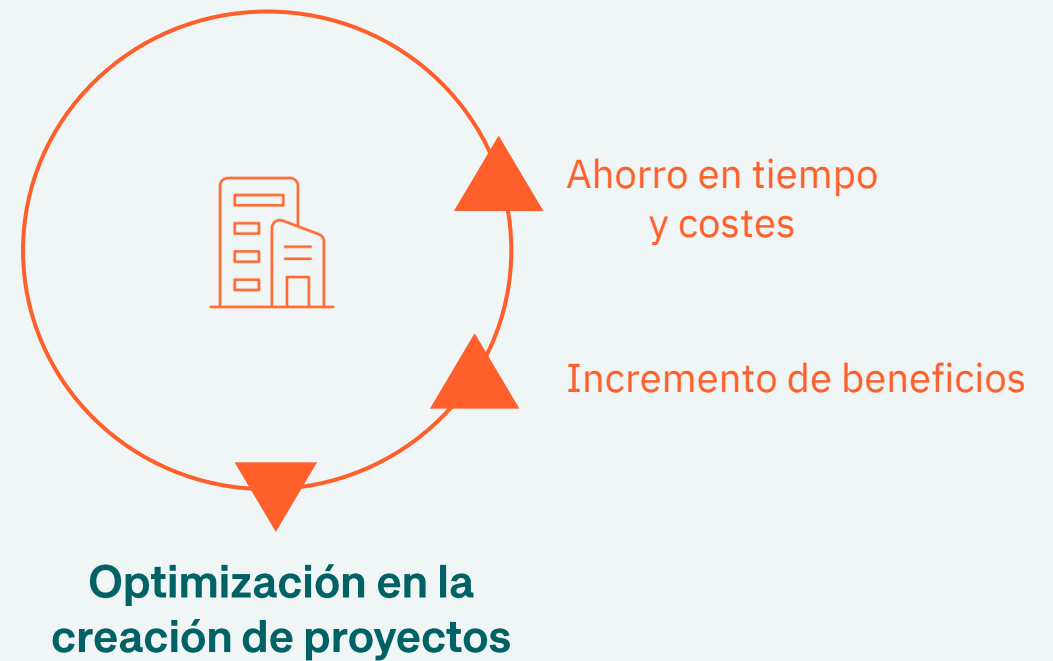 Ahorro en tiempo
y costes
Incremento de beneficios
Optimización en la
creación de proyectos